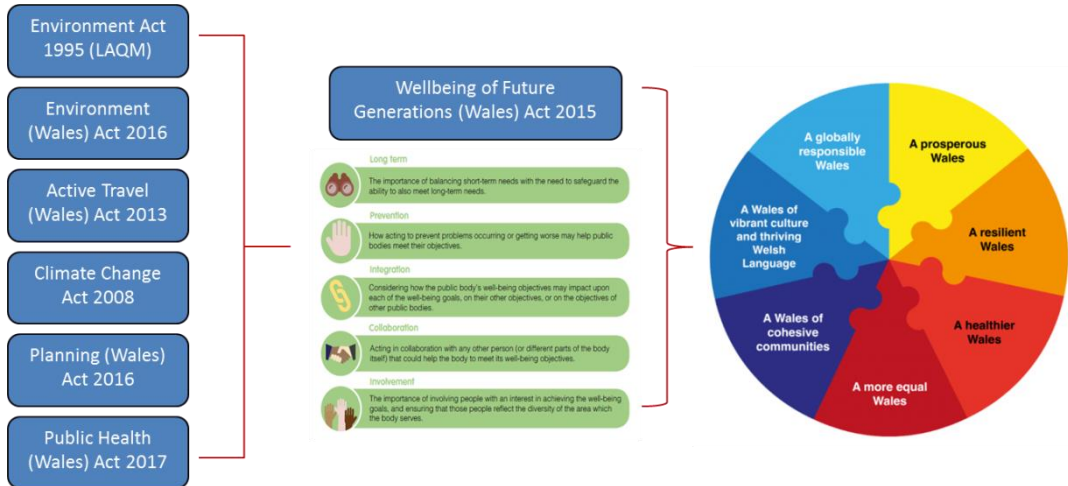 Environment Act
1995 (LAQM)
Environment
(Wales) Act 2016
Active Travel
(Wales) Act 2013
Climate Change
Act 2008
Planning (Wales)
Act 2016
Public Health
(Wales) Act 2017
Wellbeing of Future
Generations (Wales) Act 2015
Long term
The importance of balancing short-term needs with the need to safeguard the
ability to also meet long-term needs.
Prevention
How acting to prevent problems occurring or getting worse may help public
bodies meet their objectives.
Integration
Considering how the public body's well-being objectives may impact upon
each of the well-being goals, on their other objectives, or on the objectives of
other public bodies.
Collaboration
Acting in collaboration with any other person (or different parts of the body
itself) that could help the body to meet its well-being objectives.
Involvement
The importance of involving people with an interest in achieving the well-being
goals, and ensuring that those people reflect the diversity of the area which
the body serves.
A globally
responsible
Wales
A prosperous
Wales
A resilient
Wales
A healthier
Wales
A more equal
Wales
A Wales of
cohesive
communities
A Wales of
vibrant culture
and thriving
Welsh
Language